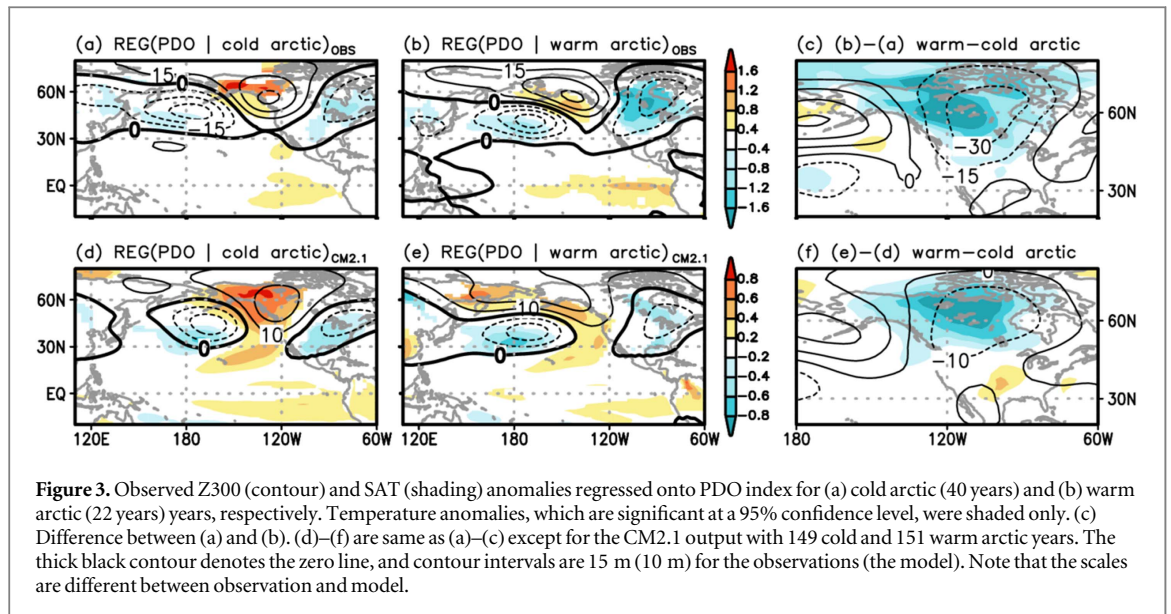 (a) REG(PDO | cold arctic)OBS
(b) REG(PDO | warm arctic)OBS
(c) (b)-(a) warm-cold arctic
60N
30N
EQ
15
0
0
-15
15
0
0
1.6
1.2
0.8
0.4
-0.4
-0.8
-1.2
-1.6
0
-30
-15
60N
30N
(d) REG(PDO | cold arctic)CM2.1
(e) REG(PDO | warm arctic)CM2.1
(f) (e)-(d) warm-cold arctic
60N
30N
EQ
0
10
10
0
0.8
0.6
0.4
0.2
-0.2
-0.4
-0.6
-0.8
0
-10
60N
30N
120E 180 120W 60W
120E 180 120W 60W
180 120W 60W
Figure 3. Observed Z300 (contour) and SAT (shading) anomalies regressed onto PDO index for (a) cold arctic (40 years) and (b) warm
arctic (22 years) years, respectively. Temperature anomalies, which are significant at a 95% confidence level, were shaded only. (c)
Difference between (a) and (b). (d)–(f) are same as (a)–(c) except for the CM2.1 output with 149 cold and 151 warm arctic years. The
thick black contour denotes the zero line, and contour intervals are 15 m (10 m) for the observations (the model). Note that the scales
are different between observation and model.